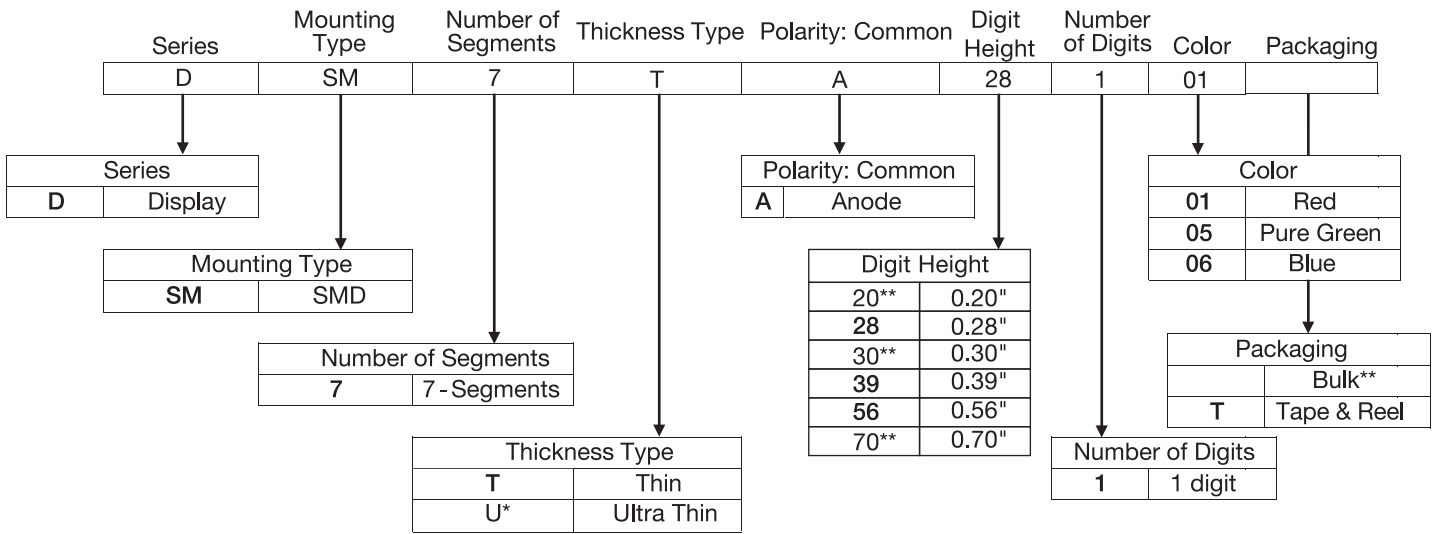 Series Mounting Type Number of Segments Thickness Type Polarity: Common Digit Height Number of Digits Color Packaging
D SM 7 T A 28 1 01
Series
D Display
Mounting Type
SM SMD
Number of Segments
7 7-Segments
Thickness Type
T Thin
U* Ultra Thin
Polarity: Common
A Anode
Digit Height
20** 0.20"
28 0.28"
30** 0.30"
39 0.39"
56 0.56"
70** 0.70"
Number of Digits
1 1 digit
Color
01 Red
05 Pure Green
06 Blue
Packaging
Bulk**
T Tape & Reel